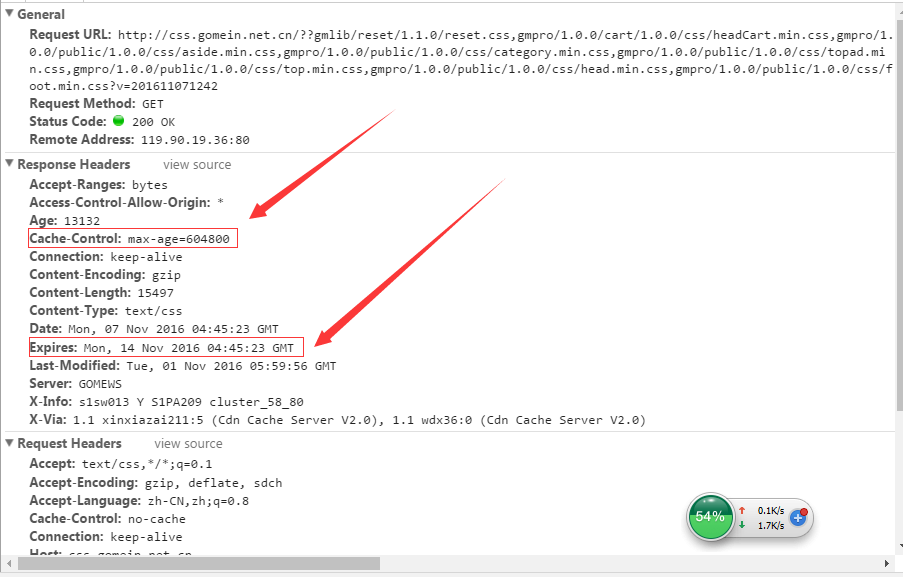 General
Request URL: http://css.gomein.net.cn/??gmlib/reset/1.1.0/reset.css,gmpro/1.0.0/cart/1.0.0/css/headCart.min.css,gmpro/1.
0.0/public/1.0.0/css/aside.min.css,gmpro/1.0.0/public/1.0.0/css/category.min.css,gmpro/1.0.0/public/1.0.0/css/topad.mi
n.css,gmpro/1.0.0/public/1.0.0/css/top.min.css,gmpro/1.0.0/public/1.0.0/css/head.min.css,gmpro/1.0.0/public/1.0.0/css/f
oot.min.css?v=201611071242
Request Method: GET
Status Code: 200 OK
Remote Address: 119.90.19.36:80
Response Headers view source
Accept-Ranges: bytes
Access-Control-Allow-Origin: *
Age: 13132
Cache-Control: max-age=604800
Connection: keep-alive
Content-Encoding: gzip
Content-Length: 15497
Content-Type: text/css
Date: Mon, 07 Nov 2016 04:45:23 GMT
Expires: Mon, 14 Nov 2016 04:45:23 GMT
Last-Modified: Tue, 01 Nov 2016 05:59:56 GMT
Server: GOMEWS
X-Info: s1sw013 Y S1PA209 cluster_58_80
X-Via: 1.1 xinxiazai211:5 (Cdn Cache Server V2.0), 1.1 wdx36:0 (Cdn Cache Server V2.0)
Request Headers view source
Accept: text/css,*/*;q=0.1
Accept-Encoding: gzip, deflate, sdch
Accept-Language: zh-CN,zh;q=0.8
Cache-Control: no-cache
Connection: keep-alive
Host: css.gomein.net.cn
54%
0.1K/s
1.7K/s